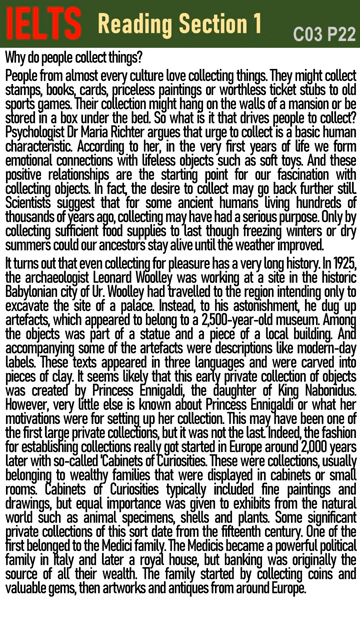 IELTS Reading Section 1 C03 P22
Why do people collect things?
People from almost every culture love collecting things. They might collect
stamps, books, cards, priceless paintings or worthless ticket stubs to old
sports games. Their collection might hang on the walls of a mansion or be
stored in a box under the bed. So what is it that drives people to collect?
Psychologist Dr Maria Richter argues that urge to collect is a basic human
characteristic. According to her, in the very first years of life we form
emotional connections with lifeless objects such as soft toys. And these
positive relationships are the starting point for our fascination with
collecting objects. In fact, the desire to collect may go back further still.
Scientists suggest that for some ancient humans living hundreds of
thousands of years ago, collecting may have had a serious purpose. Only by
collecting sufficient food supplies to last though freezing winters or dry
summers could our ancestors stay alive until the weather improved.
It turns out that even collecting for pleasure has a very long history. In 1925,
the archaeologist Leonard Woolley was working at a site in the historic
Babylonian city of Ur. Woolley had travelled to the region intending only to
excavate the site of a palace. Instead, to his astonishment, he dug up
artefacts, which appeared to belong to a 2,500-year-old museum. Among
the objects was part of a statue and a piece of a local building. And
accompanying some of the artefacts were descriptions like modern-day
labels. These texts appeared in three languages and were carved into
pieces of clay. It seems likely that this early private collection of objects
was created by Princess Ennigaldi, the daughter of King Nabonidus.
However, very little else is known about Princess Ennigaldi or what her
motivations were for setting up her collection. This may have been one of
the first large private collections, but it was not the last. Indeed, the fashion
for establishing collections really got started in Europe around 2,000 years
later with so-called 'Cabinets of Curiosities. These were collections, usually
belonging to wealthy families that were displayed in cabinets or small
rooms. Cabinets of Curiosities typically included fine paintings and
drawings, but equal importance was given to exhibits from the natural
world such as animal specimens, shells and plants. Some significant
private collections of this sort date from the fifteenth century. One of the
first belonged to the Medici family. The Medicis became a powerful political
family in Italy and later a royal house, but banking was originally the
source of all their wealth. The family started by collecting coins and
valuable gems, then artworks and antiques from around Europe.